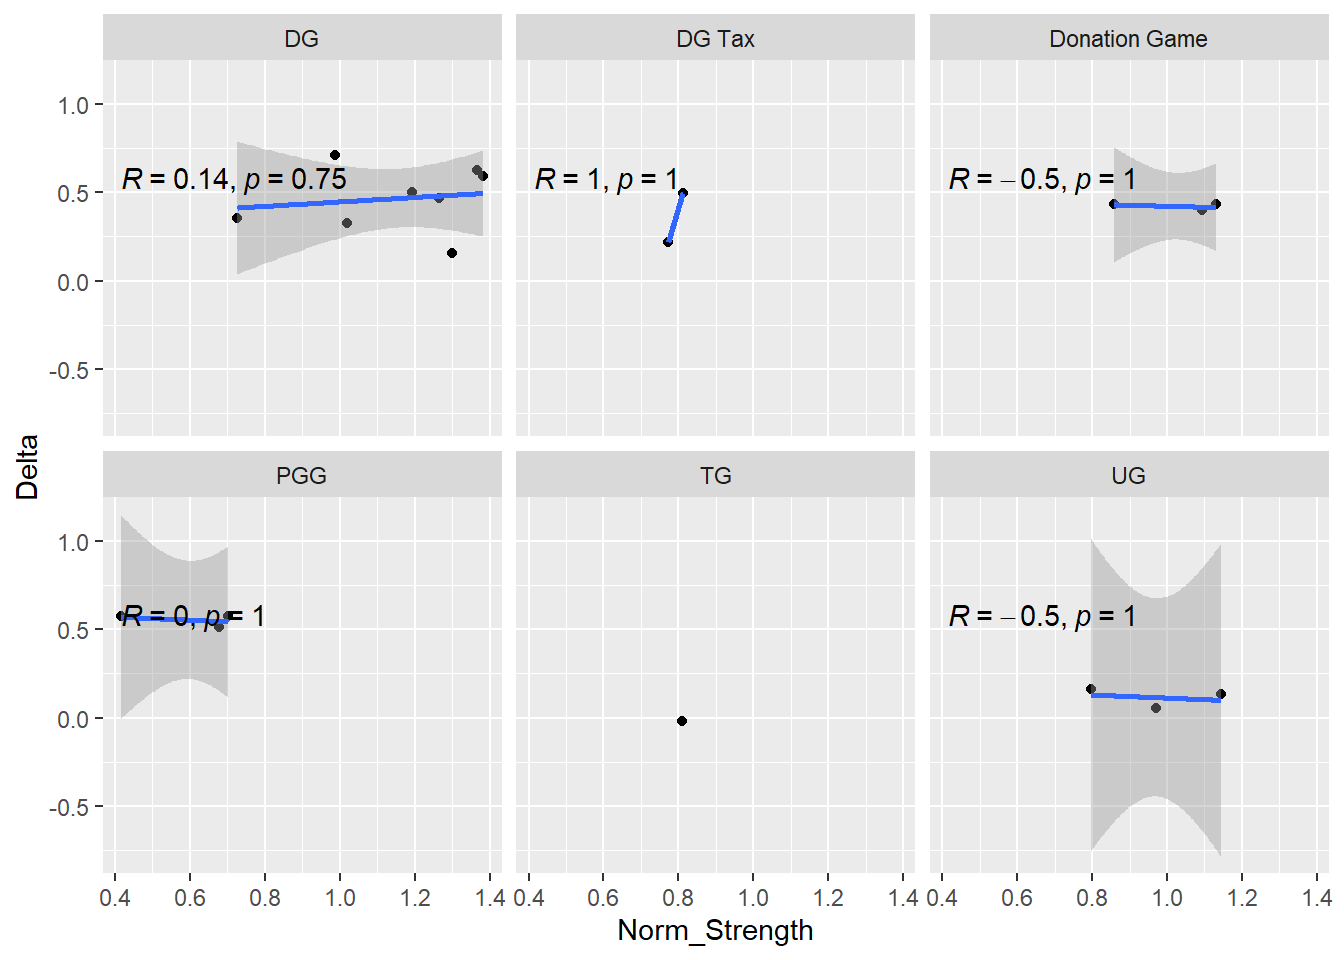 DG DG Tax Donation Game
1.0
0.5
0.0
-0.5
R = 0.14, p = 0.75 R = 1, p = 1 R = −0.5, p = 1
Delta
PGG TG UG
1.0
0.5
0.0
-0.5
R = 0, p = 1 R = −0.5, p = 1
0.4 0.6 0.8 1.0 1.2 1.4 0.4 0.6 0.8 1.0 1.2 1.4 0.4 0.6 0.8 1.0 1.2 1.4
Norm_Strength